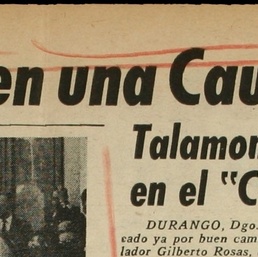 en una Cau
Talamon
en el "C
DURANGO, Dgo.
cado ya por buen cam
lador Gilberto Rosas,